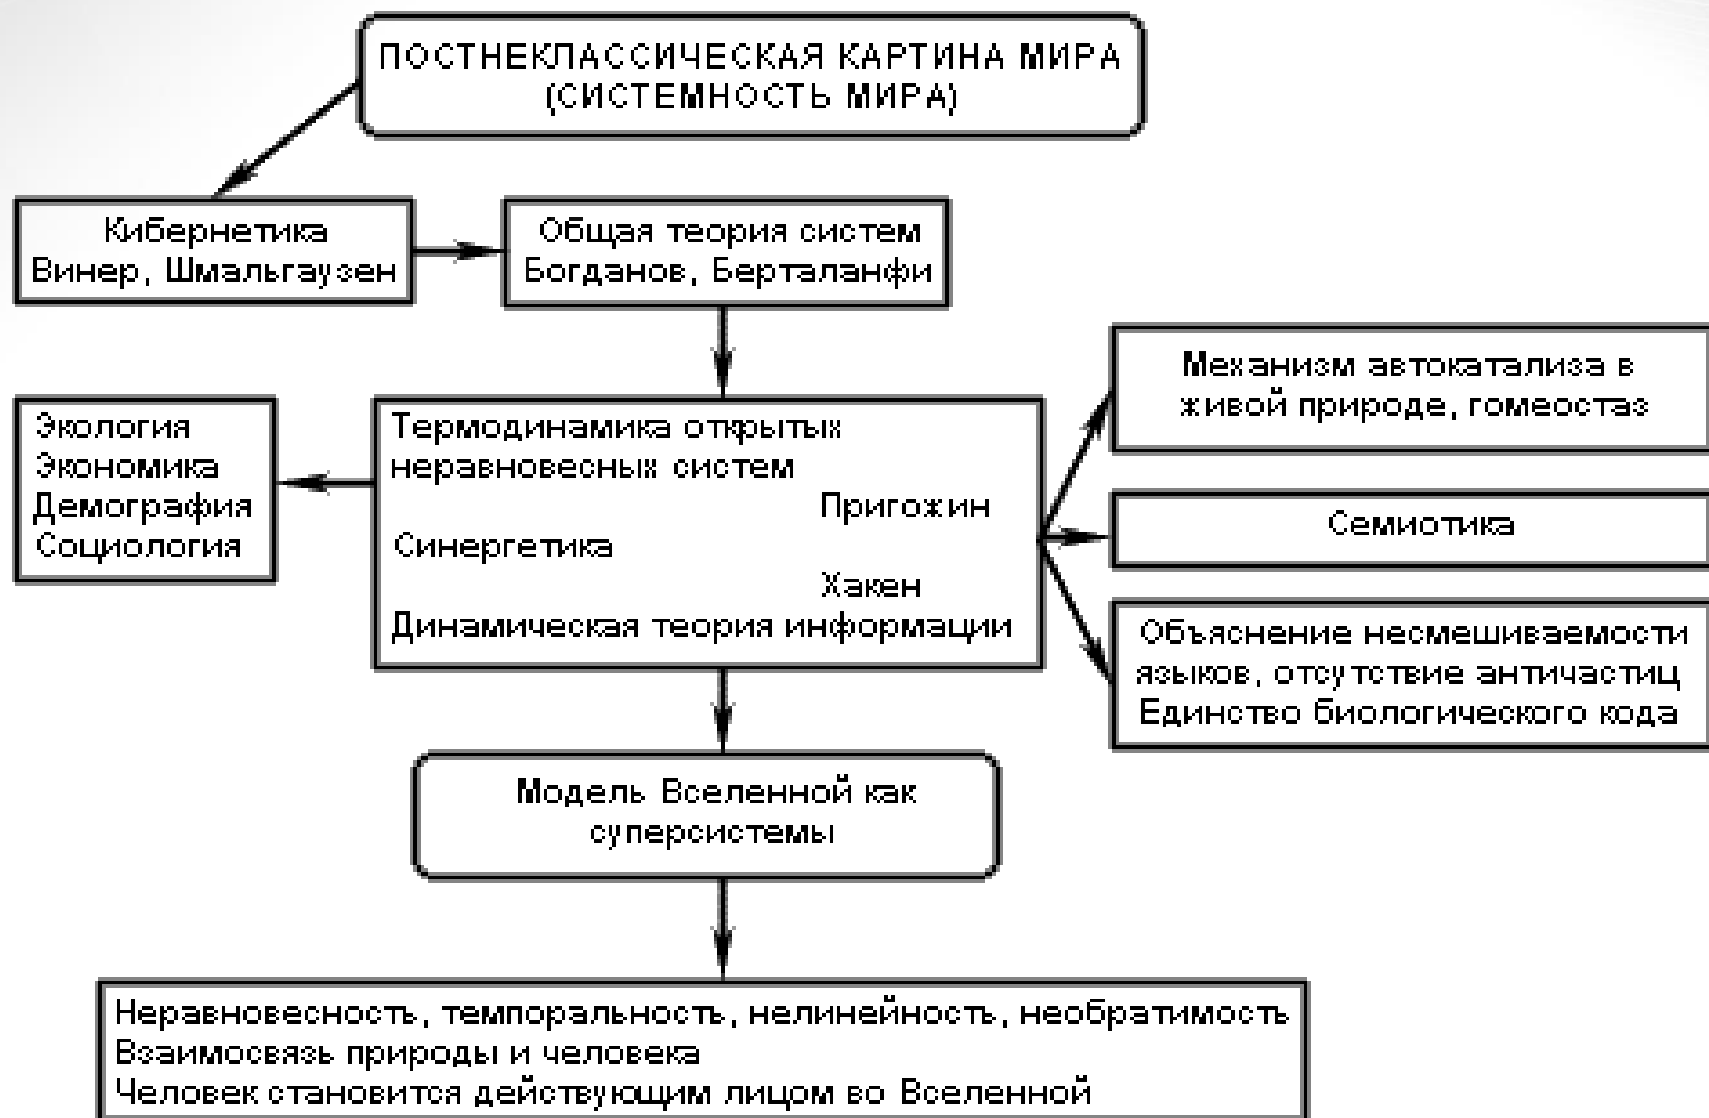 ПОСТНЕКЛАССИЧЕСКАЯ КАРТИНА МИРА
(СИСТЕМНОСТЬ МИРА)
Кибернетика
Винер, Шмальгаузен
Общая теория систем
Богданов, Берталанфи
Экология
Экономика
Демография
Социология
Термодинамика открытых
неравновесных систем
Пригожин
Синергетика
Хакен
Динамическая теория информации
Механизм автокатализа в
живой природе, гомеостаз
Семиотика
Объяснение несмешиваемости
языков, отсутствие античастиц
Единство биологического кода
Модель Вселенной как
суперсистемы
Неравновесность, темпоральность, нелинейность, необратимость
Взаимосвязь природы и человека
Человек становится действующим лицом во Вселенной